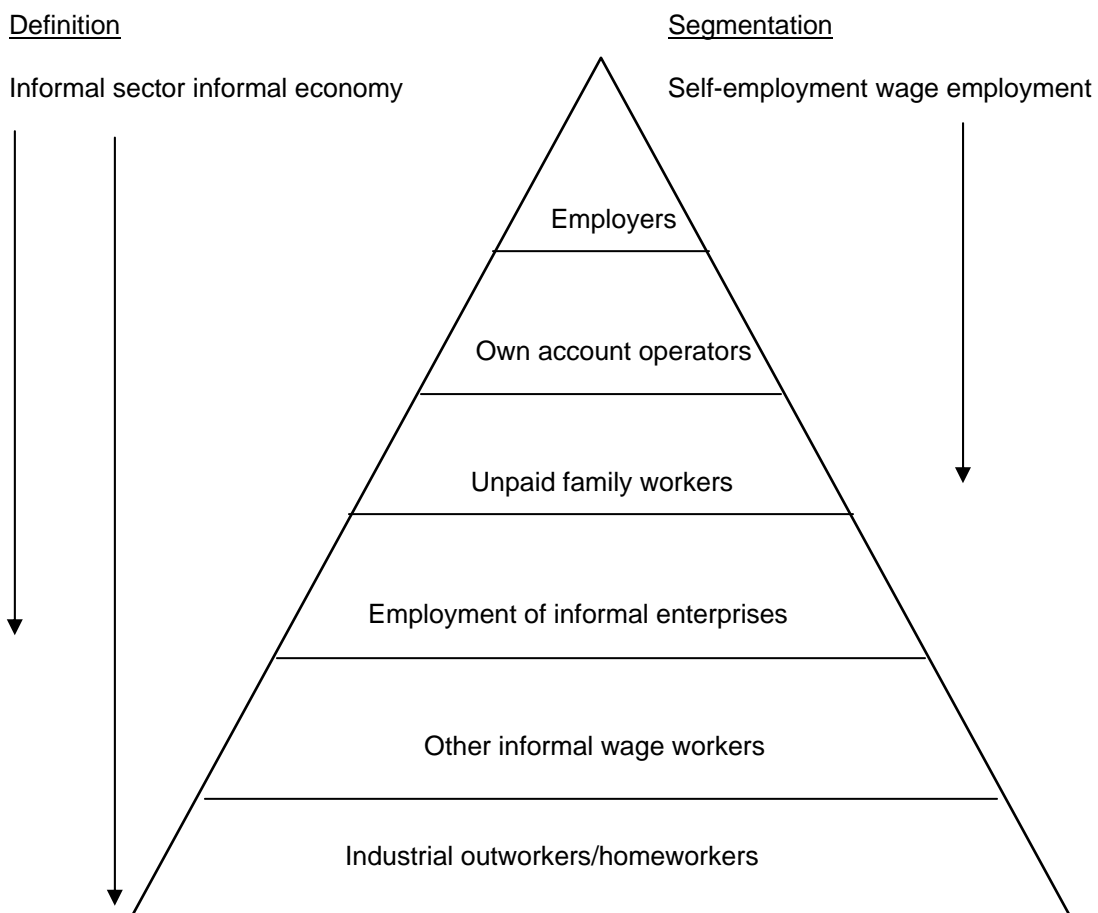 Definition
Segmentation
Informal sector informal economy
Self-employment wage employment
Employers
Own account operators
Unpaid family workers
Employment of informal enterprises
Other informal wage workers
Industrial outworkers/homeworkers